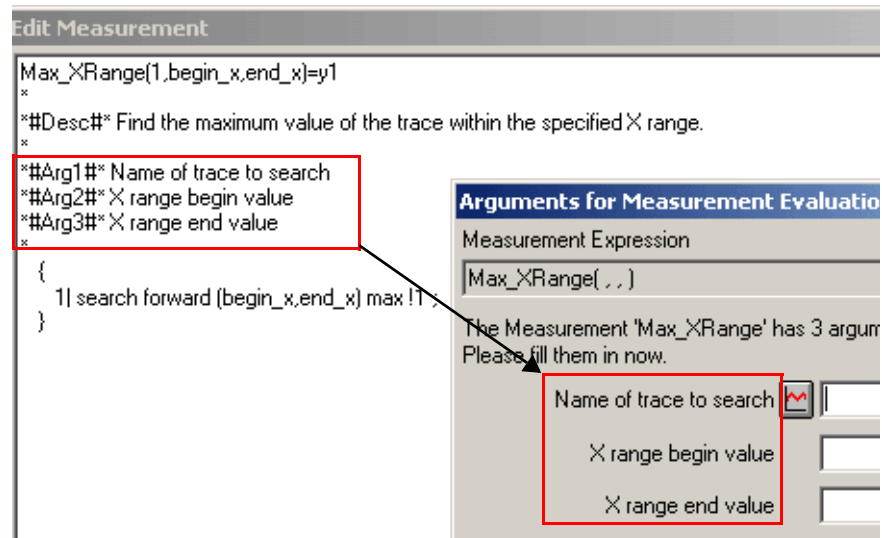 Edit Measurement
Max_XRange(1,begin_x,end_x)=y1
*
*#Desc#* Find the maximum value of the trace within the specified X range.
*
*#Arg1#* Name of trace to search
*#Arg2#* X range begin value
*#Arg3#* X range end value
*
{
1| search forward (begin_x,end_x) max !1 ;
}
Arguments for Measurement Evaluatio
Measurement Expression
Max_XRange( , , )
The Measurement 'Max_XRange' has 3 argum
Please fill them in now.
Name of trace to search
X range begin value
X range end value